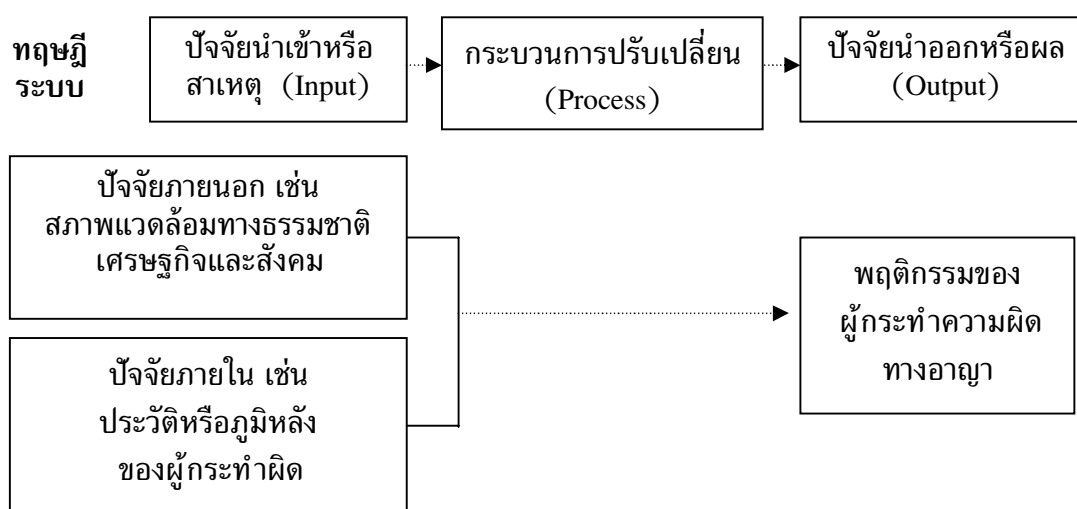 ทฤษฎี
ระบบ
ปัจจัยนำเข้าหรือ
สาเหตุ (Input)
กระบวนการปรับเปลี่ยน
(Process)
ปัจจัยนำออกหรือผล
(Output)
ปัจจัยภายนอก เช่น
สภาพแวดล้อมทางธรรมชาติ
เศรษฐกิจและสังคม
ปัจจัยภายใน เช่น
ประวัติหรือภูมิหลัง
ของผู้กระทำผิด
พฤติกรรมของ
ผู้กระทำความผิด
ทางอาญา